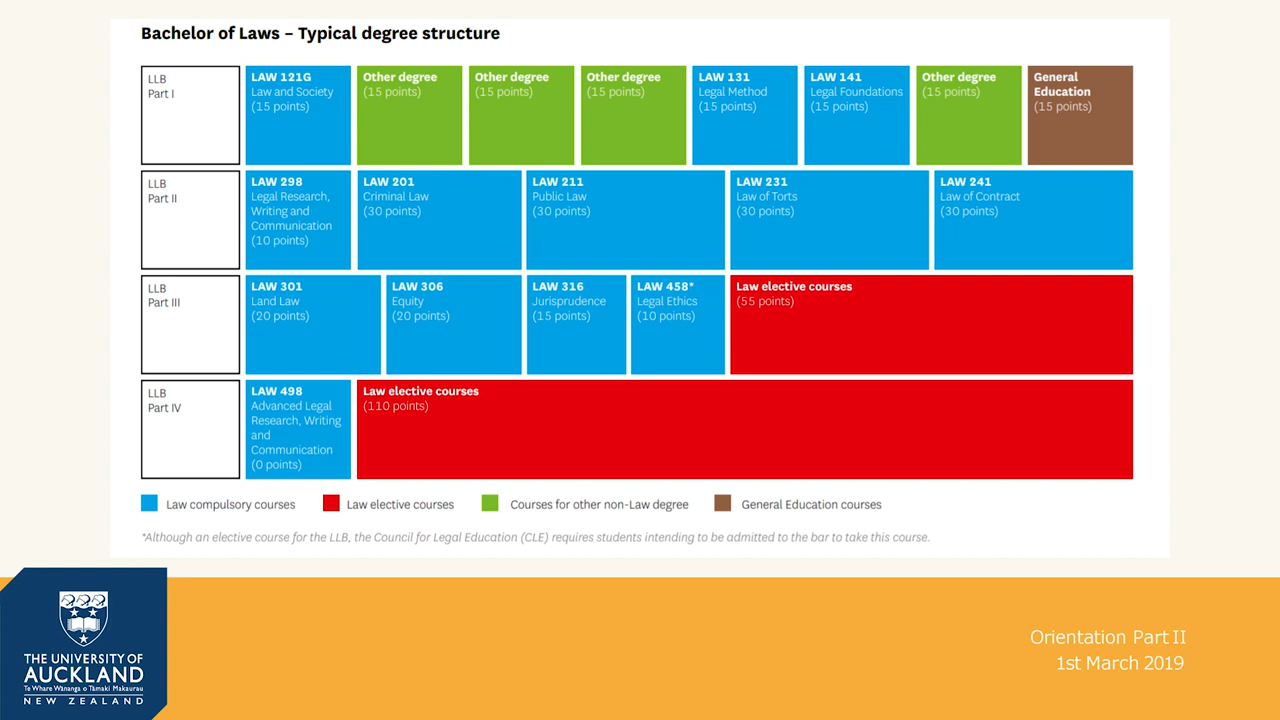 Bachelor of Laws – Typical degree structure
LLB
Part I
LAW 121G
Law and Society
(15 points)
Other degree
(15 points)
Other degree
(15 points)
Other degree
(15 points)
LAW 131
Legal Method
(15 points)
LAW 141
Legal Foundations
(15 points)
Other degree
(15 points)
General
Education
(15 points)
LLB
Part II
LAW 298
Legal Research,
Writing and
Communication
(10 points)
LAW 201
Criminal Law
(30 points)
LAW 211
Public Law
(30 points)
LAW 231
Law of Torts
(30 points)
LAW 241
Law of Contract
(30 points)
LLB
Part III
LAW 301
Land Law
(20 points)
LAW 306
Equity
(20 points)
LAW 316
Jurisprudence
(15 points)
LAW 458*
Legal Ethics
(10 points)
Law elective courses
(55 points)
LLB
Part IV
LAW 498
Advanced Legal
Research, Writing
and
Communication
(0 points)
Law elective courses
(110 points)
Law compulsory courses
Law elective courses
Courses for other non-Law degree
General Education courses
*Although an elective course for the LLB, the Council for Legal Education (CLE) requires students intending to be admitted to the bar to take this course.
THE UNIVERSITY OF
AUCKLAND
Te Whare Wānanga o Tāmaki Makaurau
NEW ZEALAND
Orientation Part II
1st March 2019